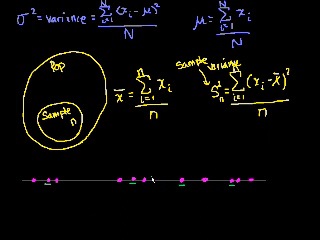 σ² = variance = Σ_{i=1}^{N} (x_i - μ)² / N
μ = Σ_{i=1}^{N} x_i / N
Pop
Sample n
x̄ = Σ_{i=1}^{n} x_i / n
Sample variance
S_n² = Σ_{i=1}^{n} (x_i - x̄)² / n